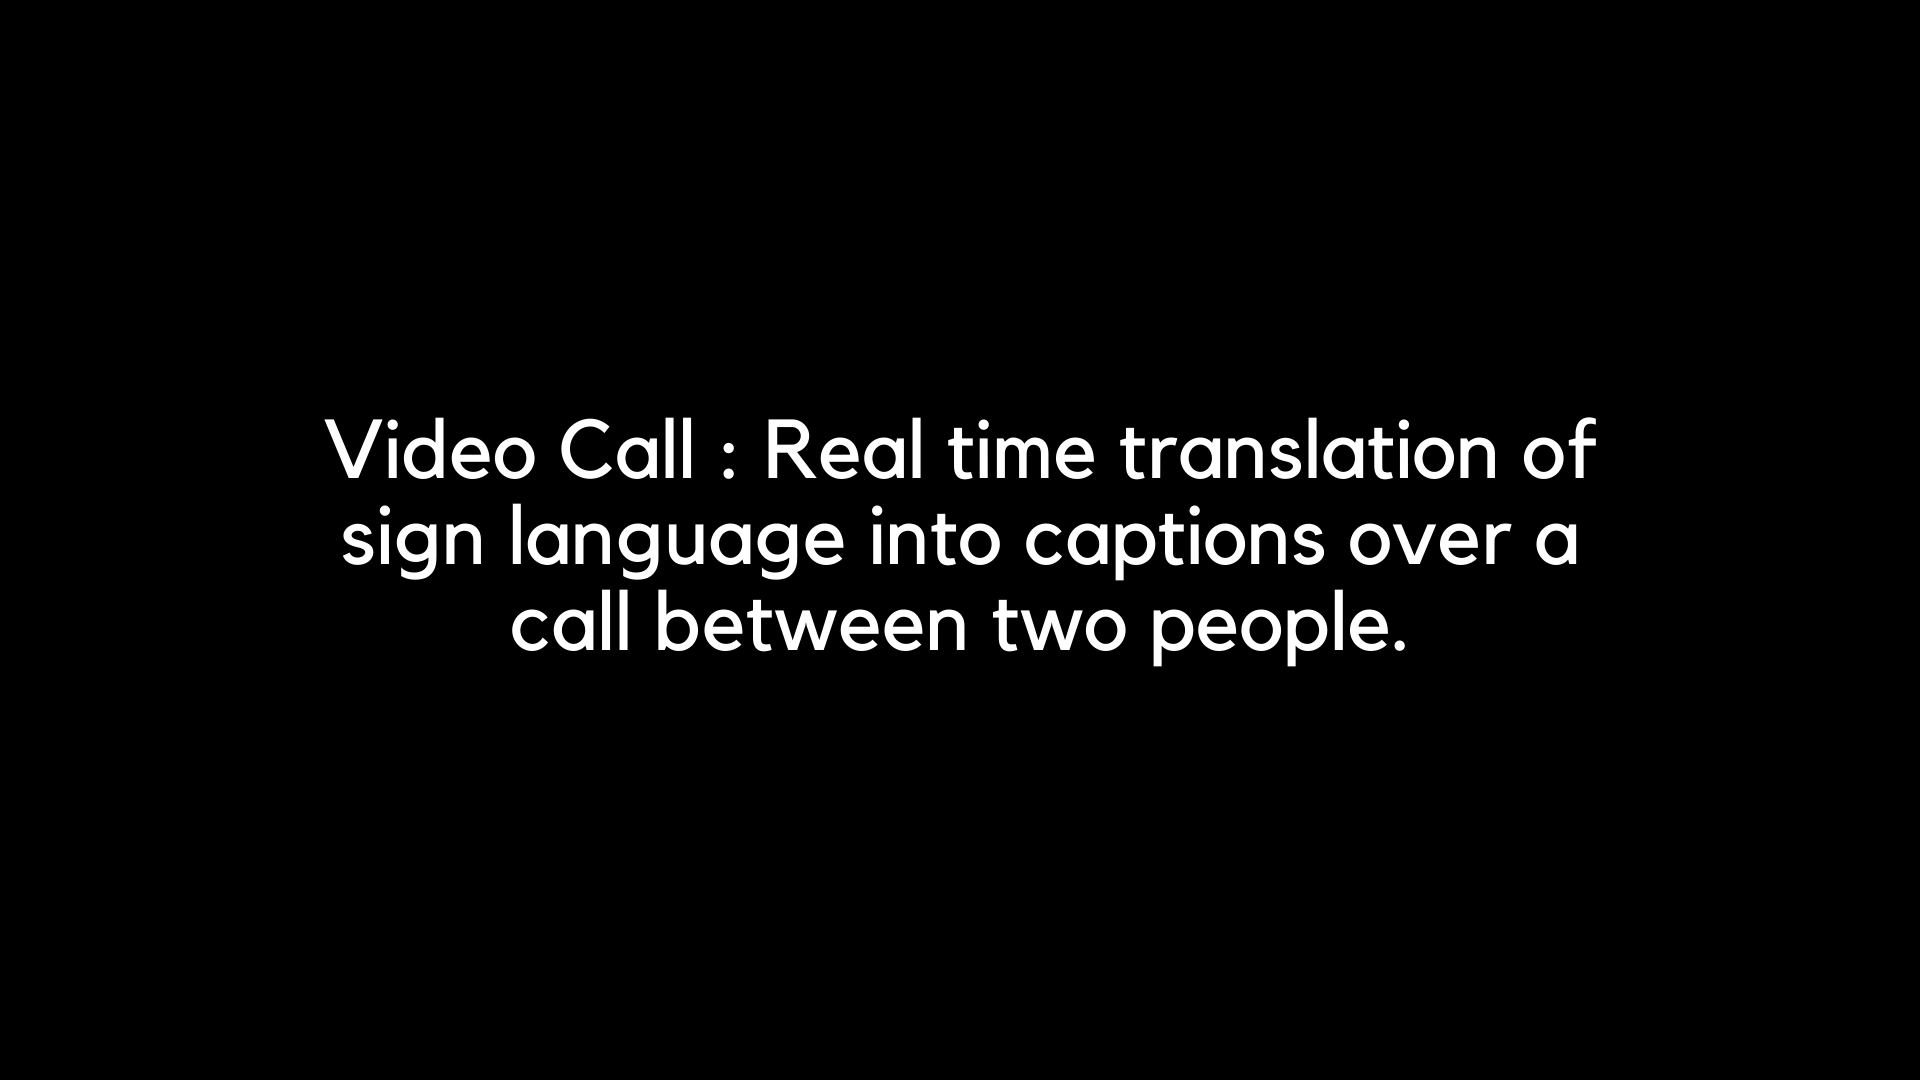 Video Call : Real time translation of
sign language into captions over a
call between two people.